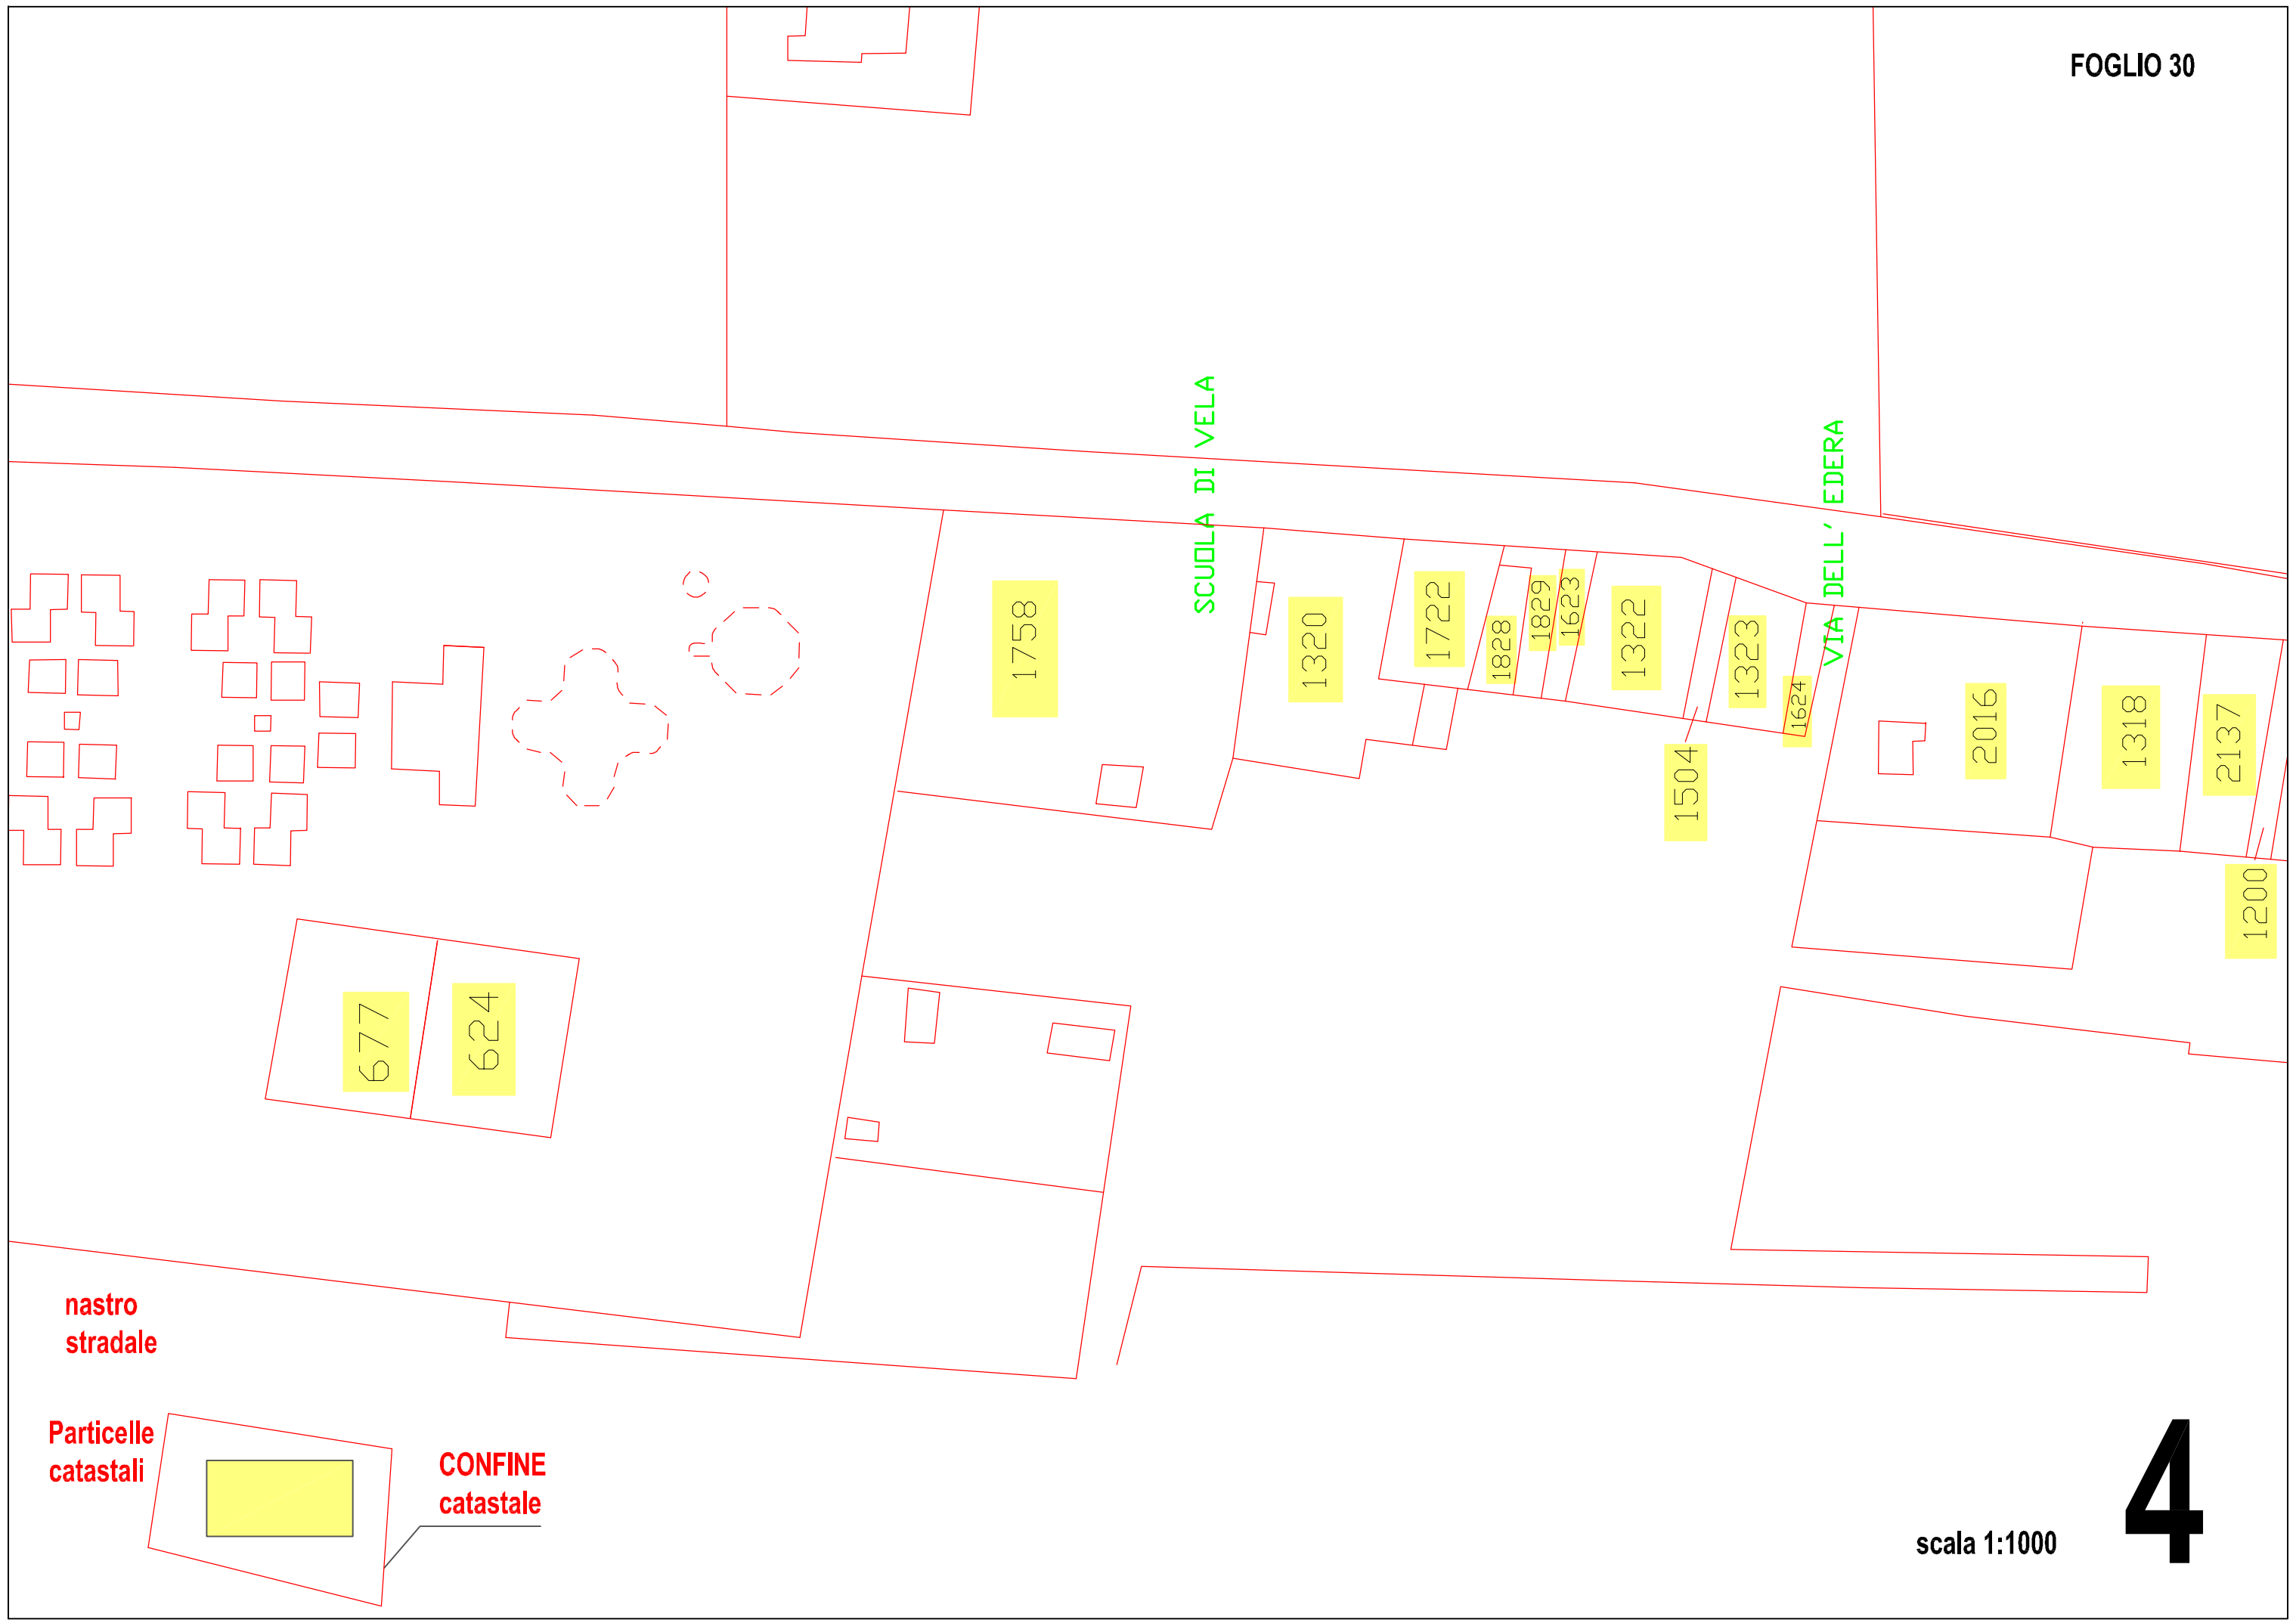 FOGLIO 30
SCUOLA DI VELA
VIA DELL' EDERA
1758
1320
1722
1828
1829
1623
1322
1504
1323
1624
2016
1318
2137
1200
677
624
nastro
stradale
Particelle
catastali
CONFINE
catastale
scala 1:1000
4